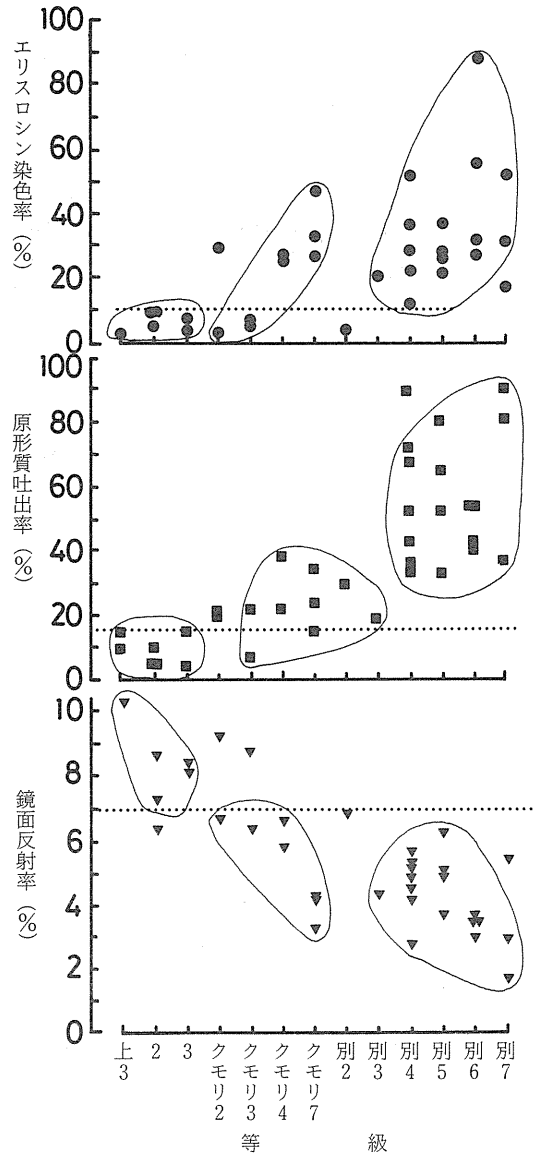 エリスロシン染色率(%)
100
80
60
40
20
0
原形質吐出率(%)
100
80
60
40
20
0
鏡面反射率(%)
10
8
6
4
2
0
上3
2
3
クモリ2
クモリ3
クモリ4
クモリ7
別2
別3
別4
別5
別6
別7
等級